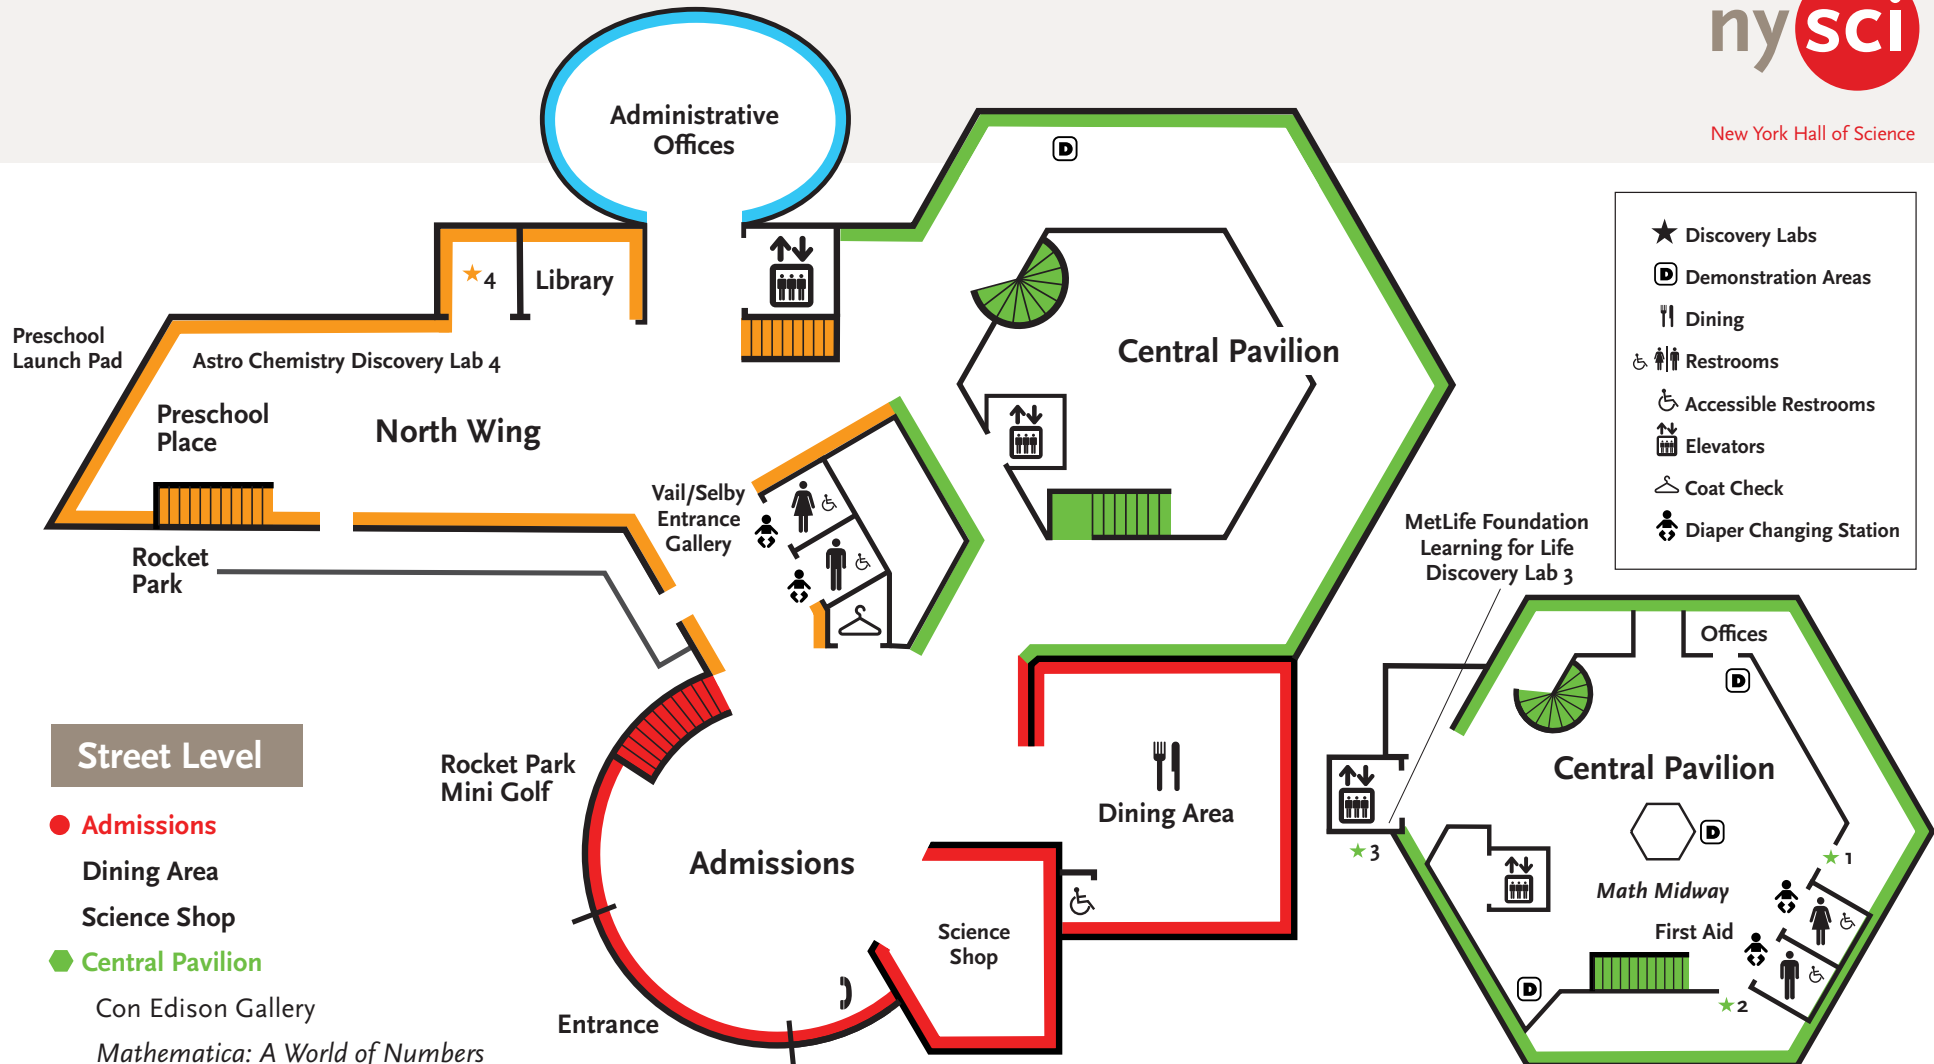 nysci
New York Hall of Science
Administrative
Offices
D
★ Discovery Labs
D Demonstration Areas
Dining
Restrooms
Accessible Restrooms
Elevators
Coat Check
Diaper Changing Station
★4
Library
Preschool
Launch Pad
Astro Chemistry Discovery Lab 4
Preschool
Place
North Wing
Central Pavilion
Vail/Selby
Entrance
Gallery
Rocket
Park
MetLife Foundation
Learning for Life
Discovery Lab 3
Offices
D
Central Pavilion
D
★3
★1
Math Midway
First Aid
D
★2
Rocket Park
Mini Golf
Dining Area
Admissions
Science
Shop
Entrance
Street Level
Admissions
Dining Area
Science Shop
Central Pavilion
Con Edison Gallery
Mathematica: A World of Numbers